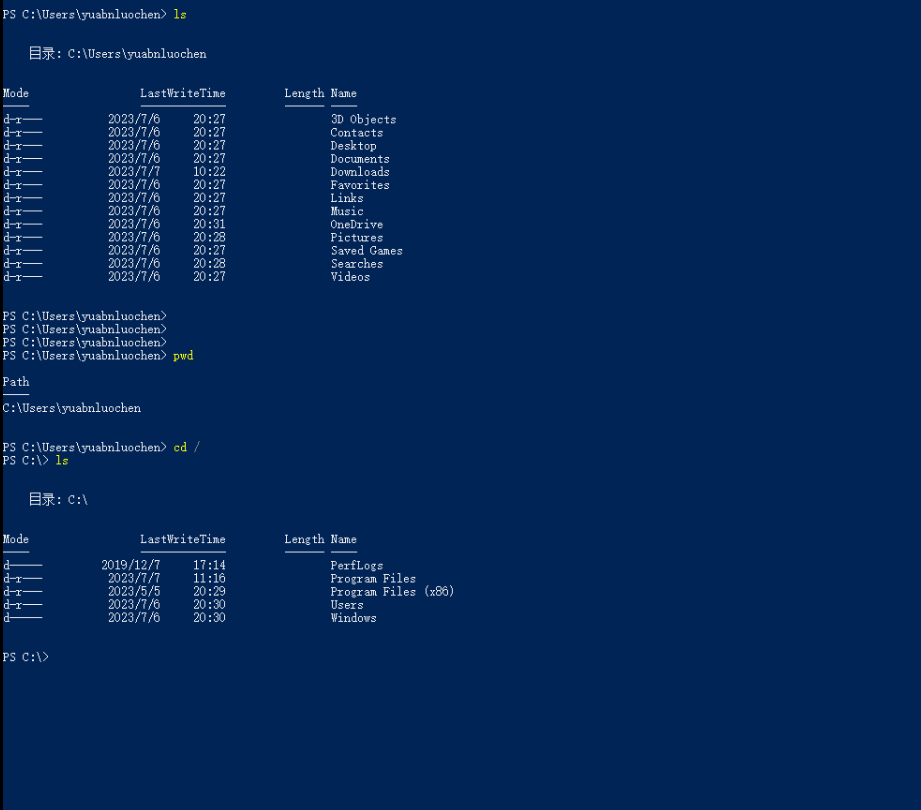 PS C:\Users\yuabnluochen> ls
目录: C:\Users\yuabnluochen
Mode LastWriteTime Length Name
---- ------------- ------ ----
d-r--- 2023/7/6 20:27 3D Objects
d-r--- 2023/7/6 20:27 Contacts
d-r--- 2023/7/6 20:27 Desktop
d-r--- 2023/7/6 20:27 Documents
d-r--- 2023/7/7 10:22 Downloads
d-r--- 2023/7/6 20:27 Favorites
d-r--- 2023/7/6 20:27 Links
d-r--- 2023/7/6 20:27 Music
d-r--- 2023/7/6 20:31 OneDrive
d-r--- 2023/7/6 20:28 Pictures
d-r--- 2023/7/6 20:27 Saved Games
d-r--- 2023/7/6 20:28 Searches
d-r--- 2023/7/6 20:27 Videos
PS C:\Users\yuabnluochen>
PS C:\Users\yuabnluochen>
PS C:\Users\yuabnluochen>
PS C:\Users\yuabnluochen> pwd
Path
----
C:\Users\yuabnluochen
PS C:\Users\yuabnluochen> cd /
PS C:\> ls
目录: C:\
Mode LastWriteTime Length Name
---- ------------- ------ ----
d----- 2019/12/7 17:14 PerfLogs
d-r--- 2023/7/7 11:16 Program Files
d-r--- 2023/5/5 20:29 Program Files (x86)
d-r--- 2023/7/6 20:30 Users
d----- 2023/7/6 20:30 Windows
PS C:\>